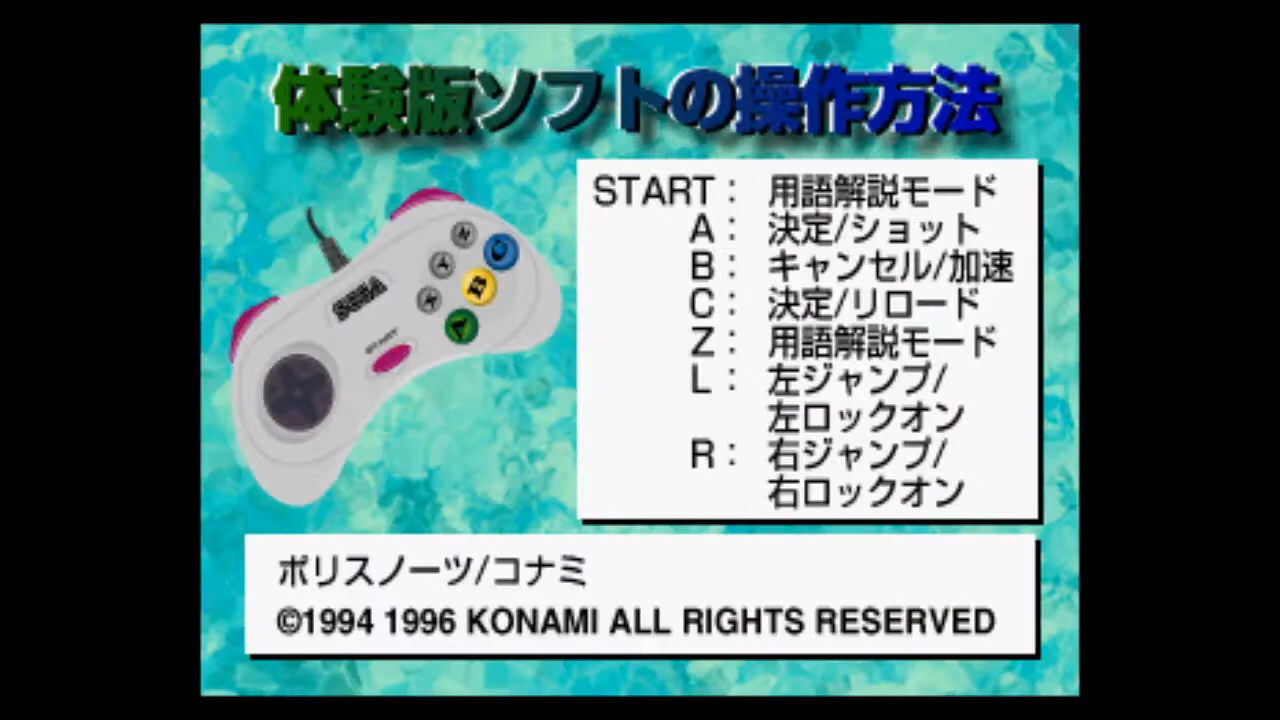 体験版ソフトの操作方法
START： 用語解説モード
A： 決定/ショット
B： キャンセル/加速
C： 決定/リロード
Z： 用語解説モード
L： 左ジャンプ/
左ロックオン
R： 右ジャンプ/
右ロックオン
SEGA
START
Z
Y
X
C
B
A
ポリスノーツ/コナミ
©1994 1996 KONAMI ALL RIGHTS RESERVED